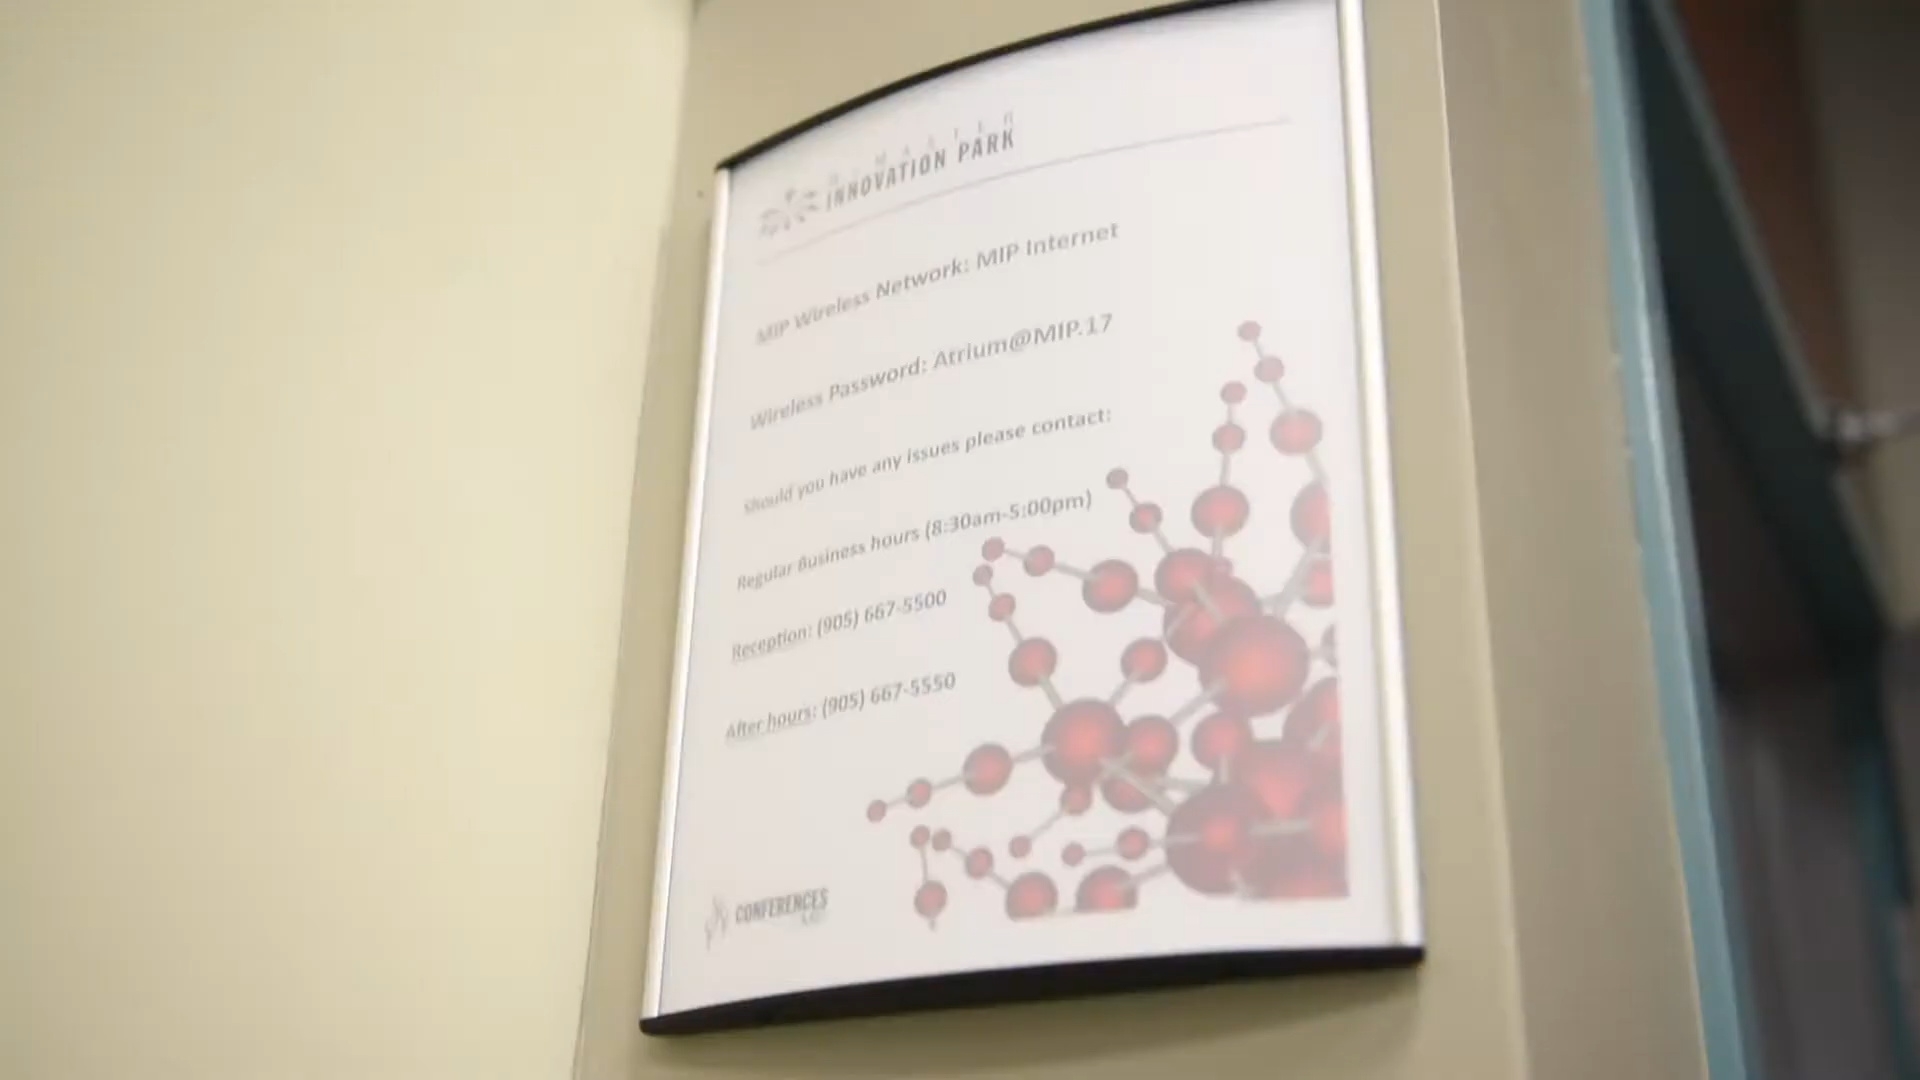 McMASTER
INNOVATION PARK
MIP Wireless Network: MIP Internet
Wireless Password: Atrium@MIP.17
should you have any issues please contact:
Regular Business hours (8:30am-5:00pm)
Reception: (905) 667-5500
After hours: (905) 667-5550
CONFERENCES